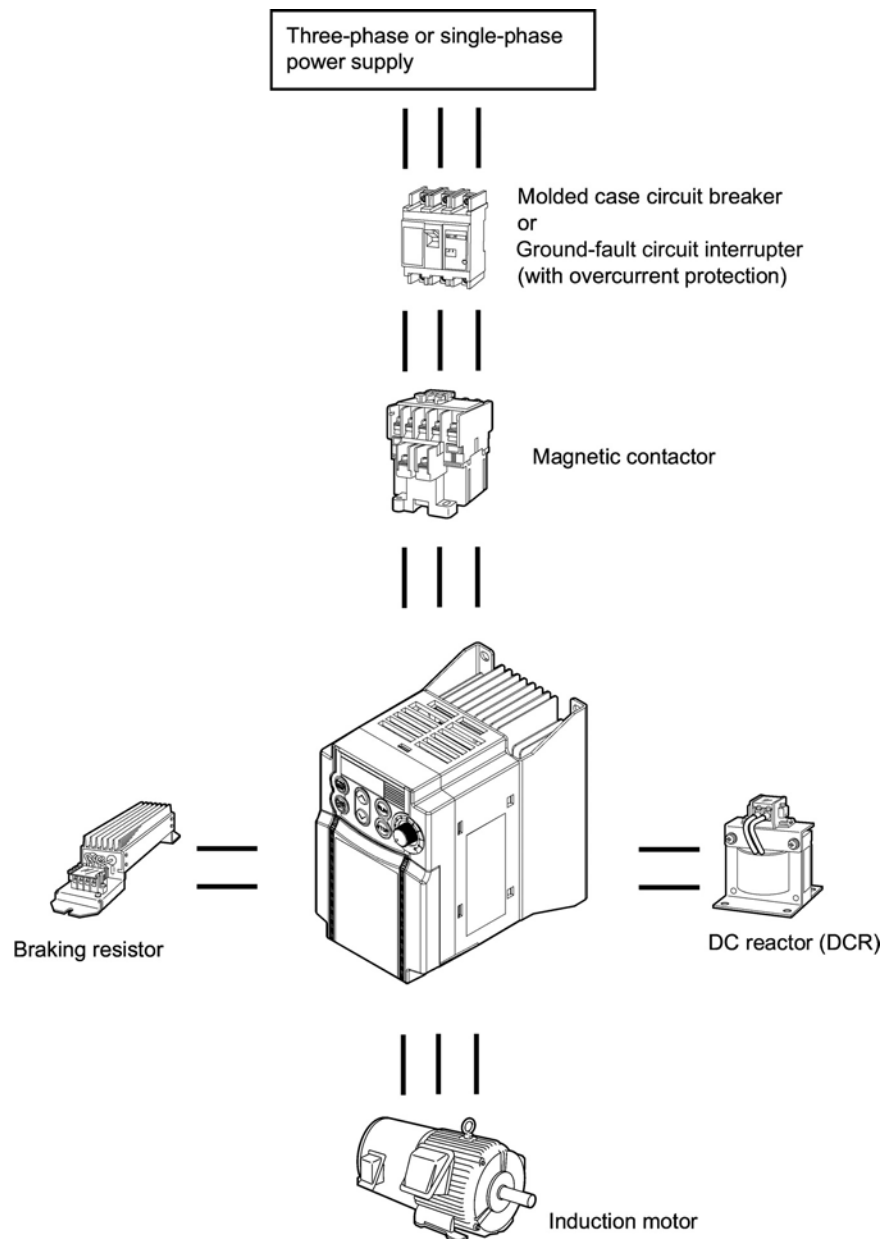 Three-phase or single-phase
power supply
Molded case circuit breaker
or
Ground-fault circuit interrupter
(with overcurrent protection)
Magnetic contactor
Braking resistor
DC reactor (DCR)
Induction motor